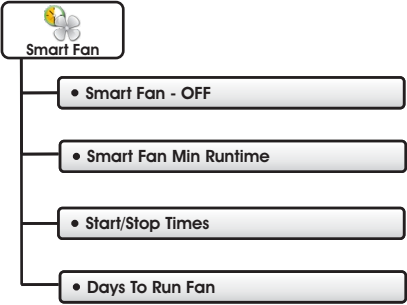 Smart Fan
• Smart Fan - OFF
• Smart Fan Min Runtime
• Start/Stop Times
• Days To Run Fan